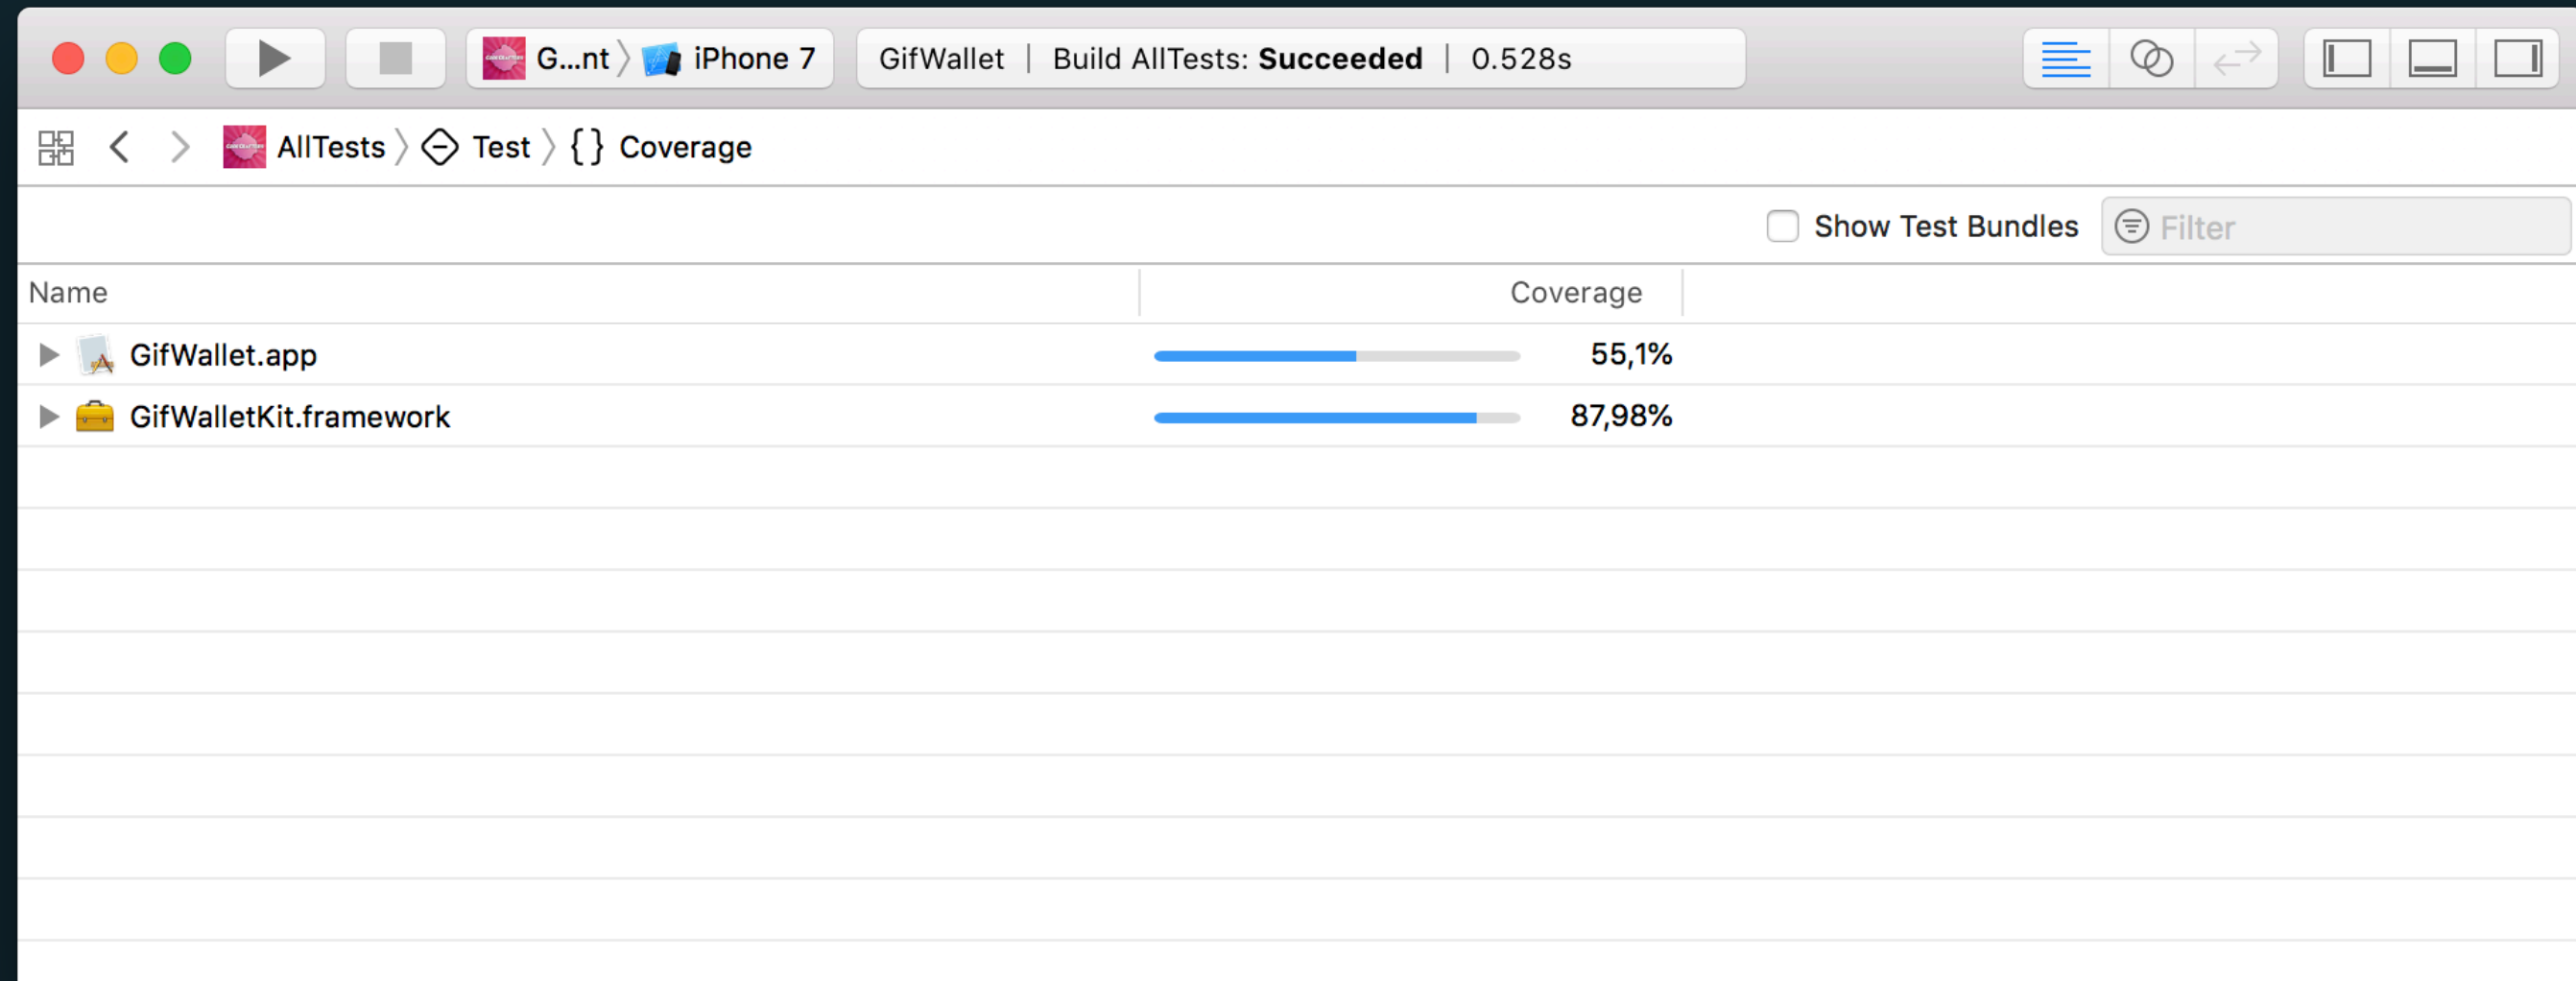 G...nt iPhone 7 GifWallet | Build AllTests: Succeeded | 0.528s
AllTests Test {} Coverage
Show Test Bundles Filter
Name Coverage
GifWallet.app 55,1%
GifWalletKit.framework 87,98%